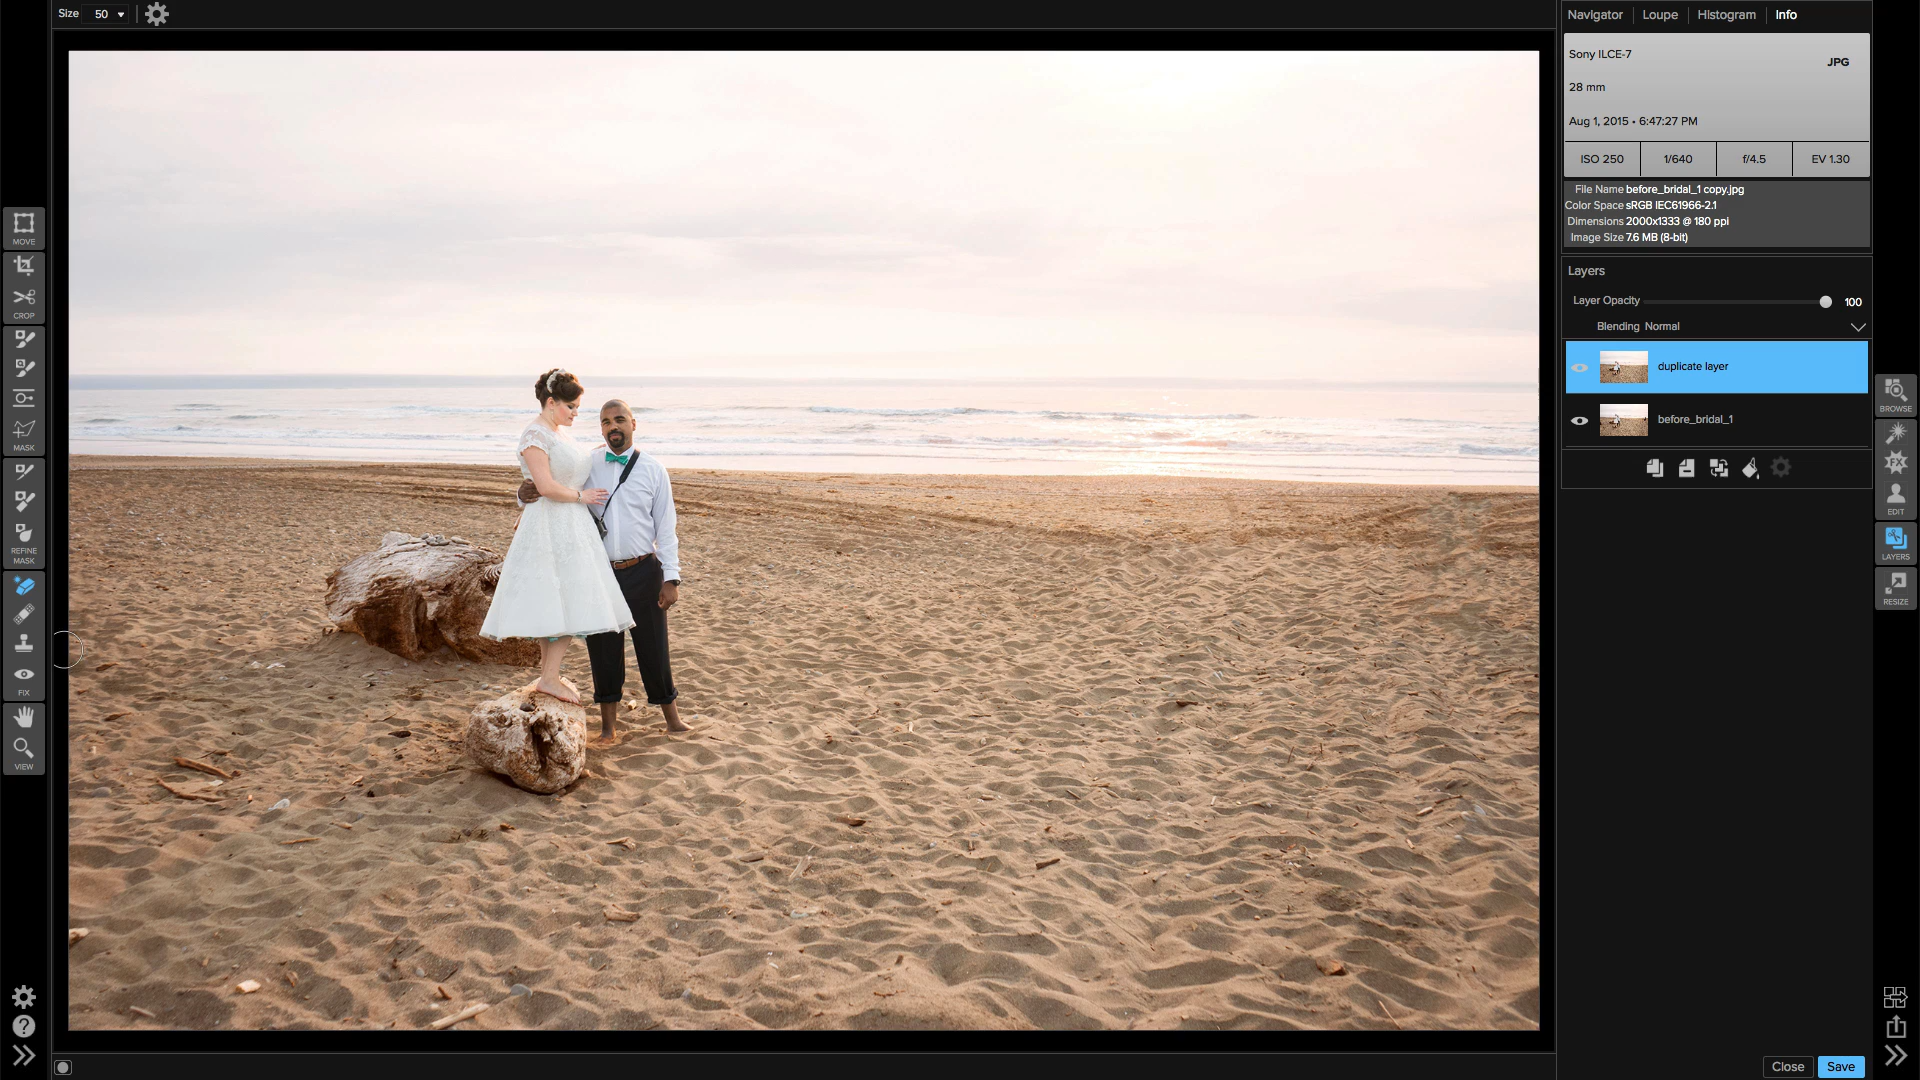 Size 50
Navigator Loupe Histogram Info
Sony ILCE-7
JPG
28 mm
Aug 1, 2015 • 6:47:27 PM
ISO 250 1/640 f/4.5 EV 1.30
File Name before_bridal_1 copy.jpg
Color Space sRGB IEC61966-2.1
Dimensions 2000x1333 @ 180 ppi
Image Size 7.6 MB (8-bit)
Layers
Layer Opacity 100
Blending Normal
duplicate layer
before_bridal_1
MOVE
CROP
MASK
REFINE
MASK
FIX
VIEW
BROWSE
FX
EDIT
LAYERS
RESIZE
?
Close Save